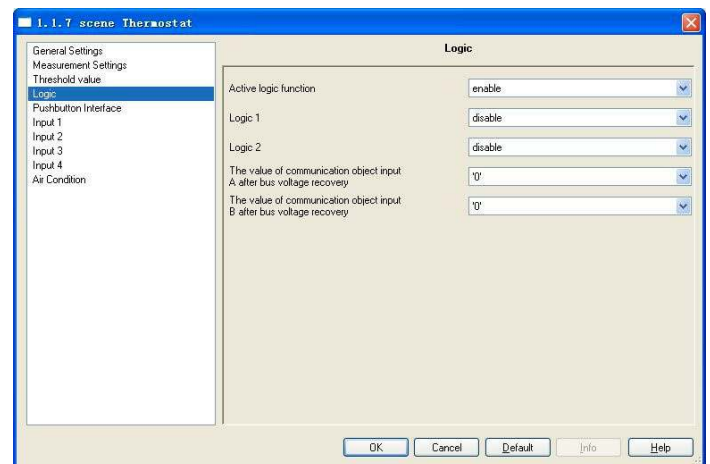 1.1.7 scene Thermostat
General Settings
Measurement Settings
Threshold value
Logic
Pushbutton Interface
Input 1
Input 2
Input 3
Input 4
Air Condition
Logic
Active logic function
enable
Logic 1
disable
Logic 2
disable
The value of communication object input
A after bus voltage recovery
'0'
The value of communication object input
B after bus voltage recovery
'0'
OK
Cancel
Default
Info
Help